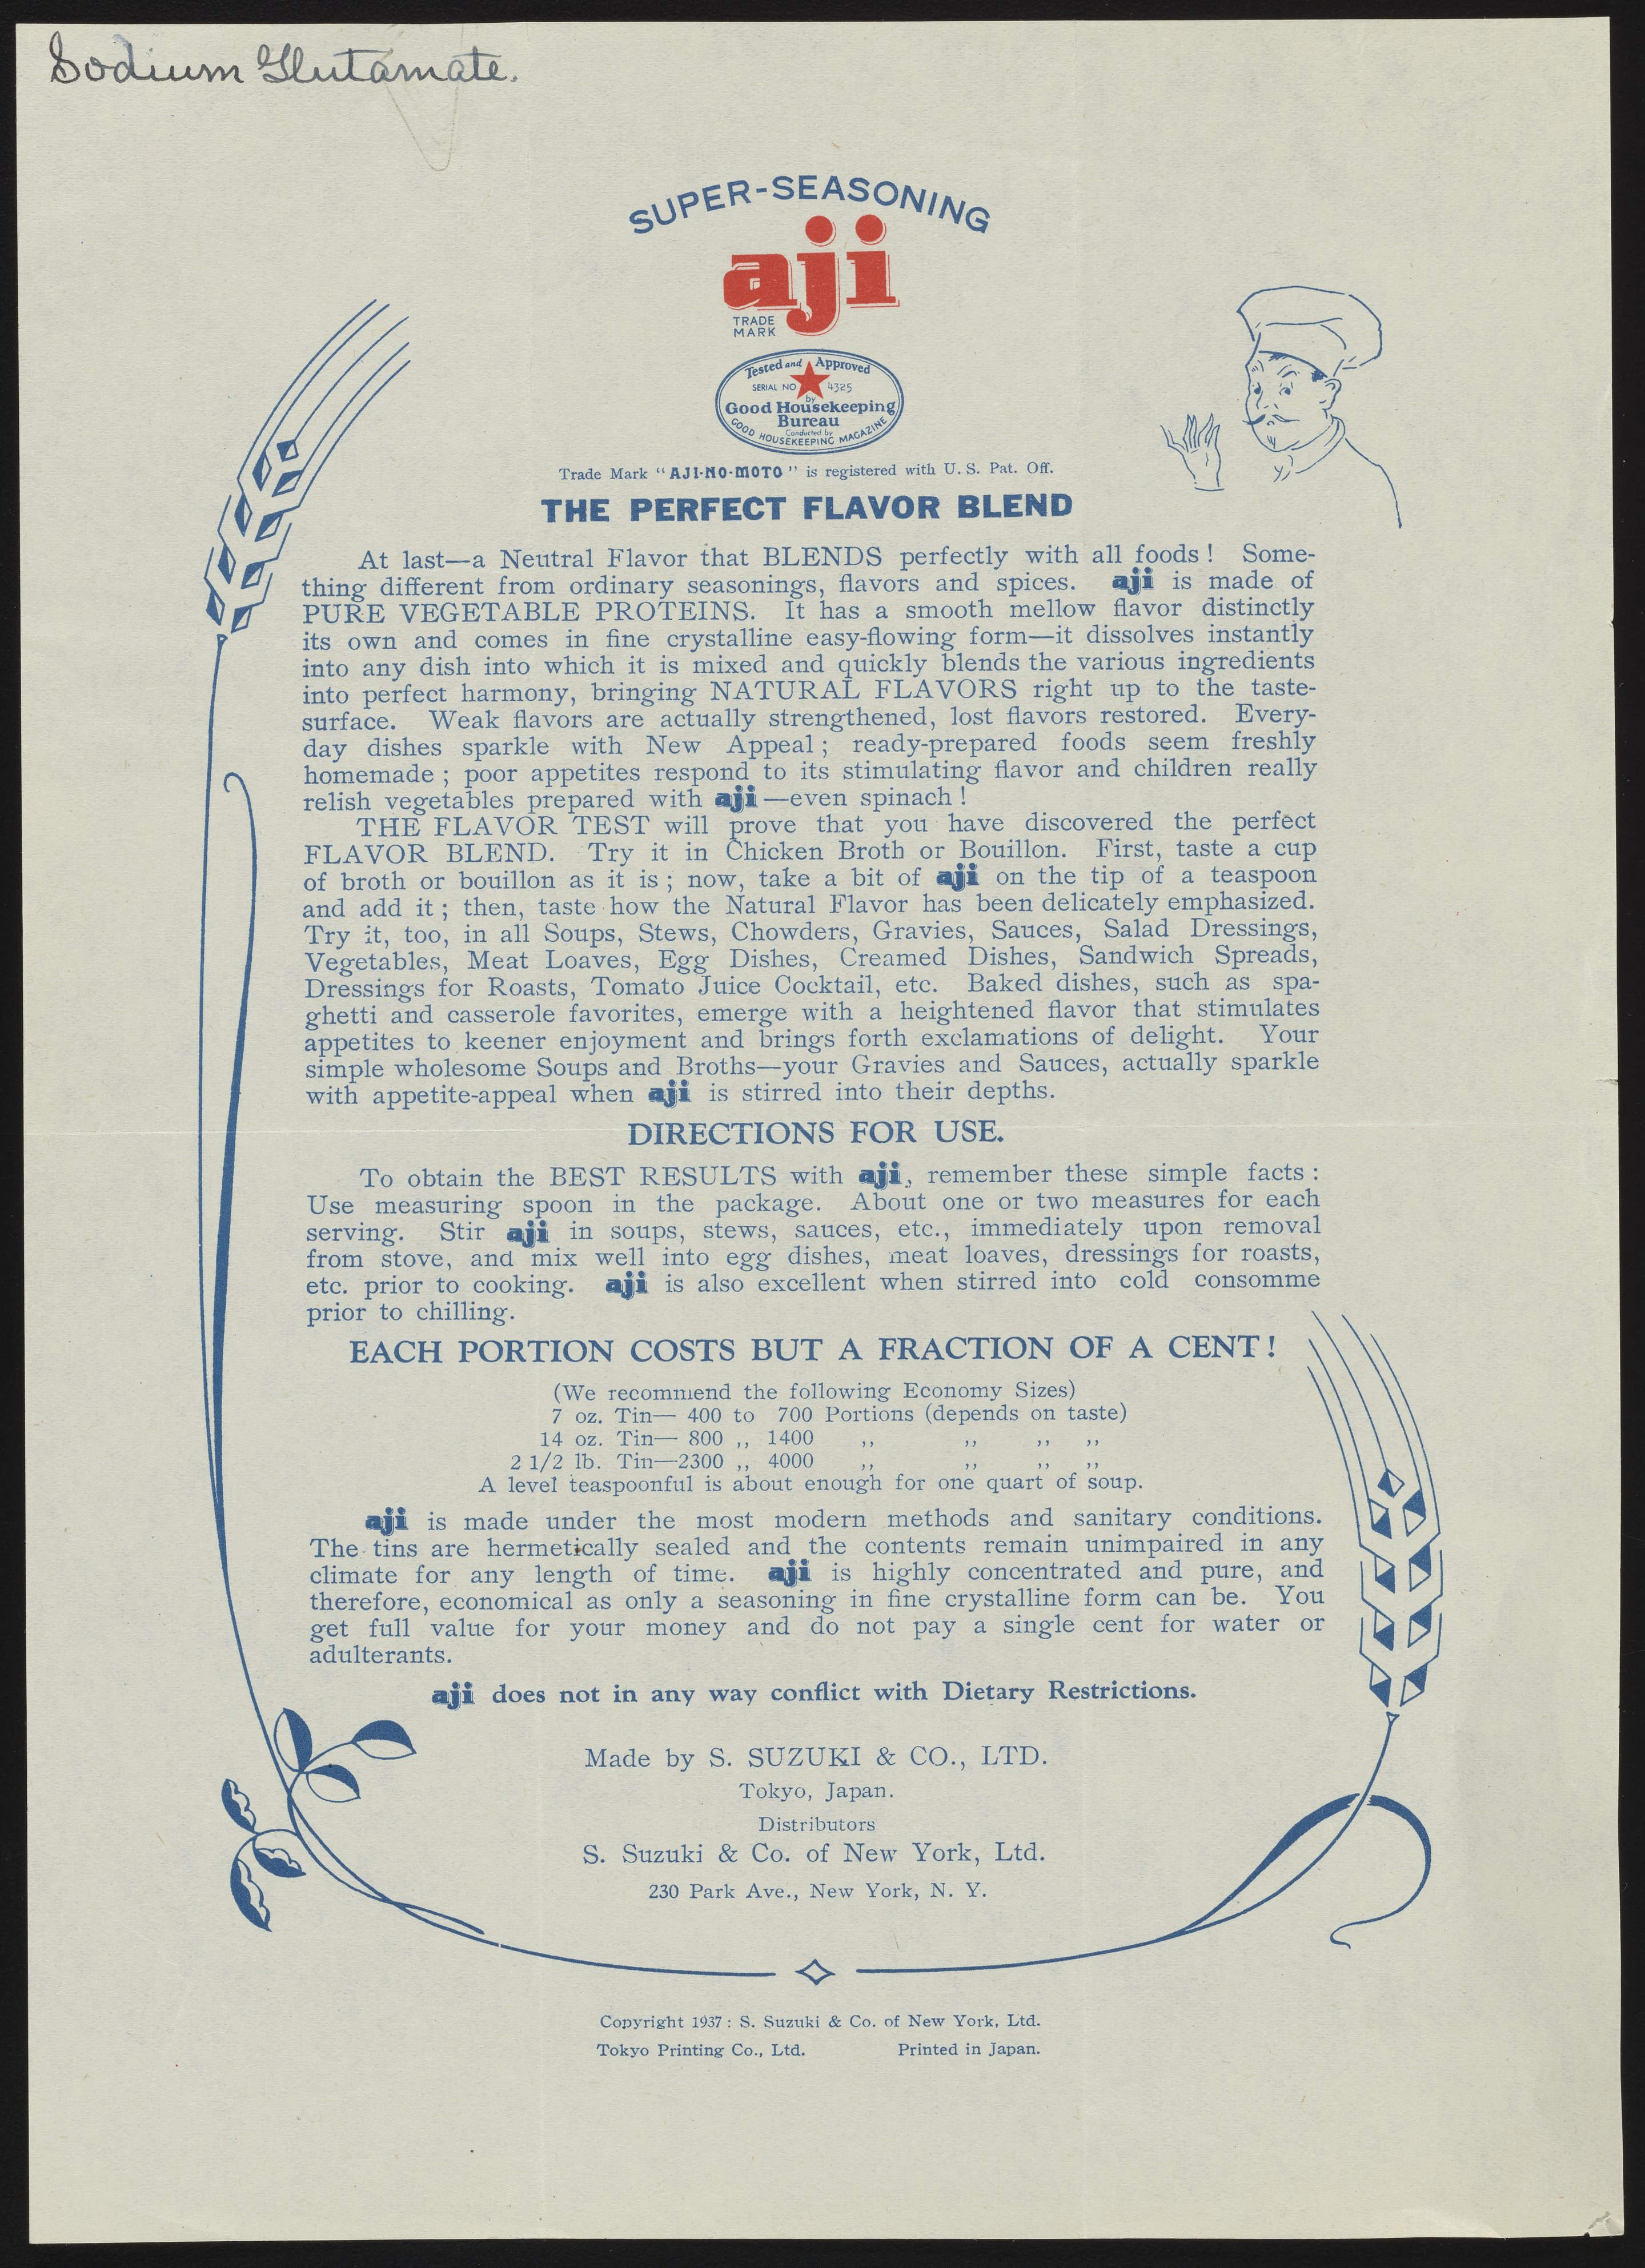 Sodium Glutamate.
SUPER-SEASONING
aji
TRADE
MARK
Tested and Approved
SERIAL NO 4325
by
Good Housekeeping
Bureau
Conducted by
GOOD HOUSEKEEPING MAGAZINE
Trade Mark “AJI-NO-MOTO” is registered with U. S. Pat. Off.
THE PERFECT FLAVOR BLEND
At last—a Neutral Flavor that BLENDS perfectly with all foods! Some-
thing different from ordinary seasonings, flavors and spices. aji is made of
PURE VEGETABLE PROTEINS. It has a smooth mellow flavor distinctly
its own and comes in fine crystalline easy-flowing form—it dissolves instantly
into any dish into which it is mixed and quickly blends the various ingredients
into perfect harmony, bringing NATURAL FLAVORS right up to the taste-
surface. Weak flavors are actually strengthened, lost flavors restored. Every-
day dishes sparkle with New Appeal; ready-prepared foods seem freshly
homemade; poor appetites respond to its stimulating flavor and children really
relish vegetables prepared with aji—even spinach!
THE FLAVOR TEST will prove that you have discovered the perfect
FLAVOR BLEND. Try it in Chicken Broth or Bouillon. First, taste a cup
of broth or bouillon as it is; now, take a bit of aji on the tip of a teaspoon
and add it; then, taste how the Natural Flavor has been delicately emphasized.
Try it, too, in all Soups, Stews, Chowders, Gravies, Sauces, Salad Dressings,
Vegetables, Meat Loaves, Egg Dishes, Creamed Dishes, Sandwich Spreads,
Dressings for Roasts, Tomato Juice Cocktail, etc. Baked dishes, such as spa-
ghetti and casserole favorites, emerge with a heightened flavor that stimulates
appetites to keener enjoyment and brings forth exclamations of delight. Your
simple wholesome Soups and Broths—your Gravies and Sauces, actually sparkle
with appetite-appeal when aji is stirred into their depths.
DIRECTIONS FOR USE.
To obtain the BEST RESULTS with aji, remember these simple facts:
Use measuring spoon in the package. About one or two measures for each
serving. Stir aji in soups, stews, sauces, etc., immediately upon removal
from stove, and mix well into egg dishes, meat loaves, dressings for roasts,
etc. prior to cooking. aji is also excellent when stirred into cold consomme
prior to chilling.
EACH PORTION COSTS BUT A FRACTION OF A CENT!
(We recommend the following Economy Sizes)
7 oz. Tin— 400 to 700 Portions (depends on taste)
14 oz. Tin— 800 ,, 1400 ,, ,, ,, ,,
2 1/2 lb. Tin—2300 ,, 4000 ,, ,, ,, ,,
A level teaspoonful is about enough for one quart of soup.
aji is made under the most modern methods and sanitary conditions.
The tins are hermetically sealed and the contents remain unimpaired in any
climate for any length of time. aji is highly concentrated and pure, and
therefore, economical as only a seasoning in fine crystalline form can be. You
get full value for your money and do not pay a single cent for water or
adulterants.
aji does not in any way conflict with Dietary Restrictions.
Made by S. SUZUKI & CO., LTD.
Tokyo, Japan.
Distributors
S. Suzuki & Co. of New York, Ltd.
230 Park Ave., New York, N. Y.
Copyright 1937: S. Suzuki & Co. of New York, Ltd.
Tokyo Printing Co., Ltd. Printed in Japan.